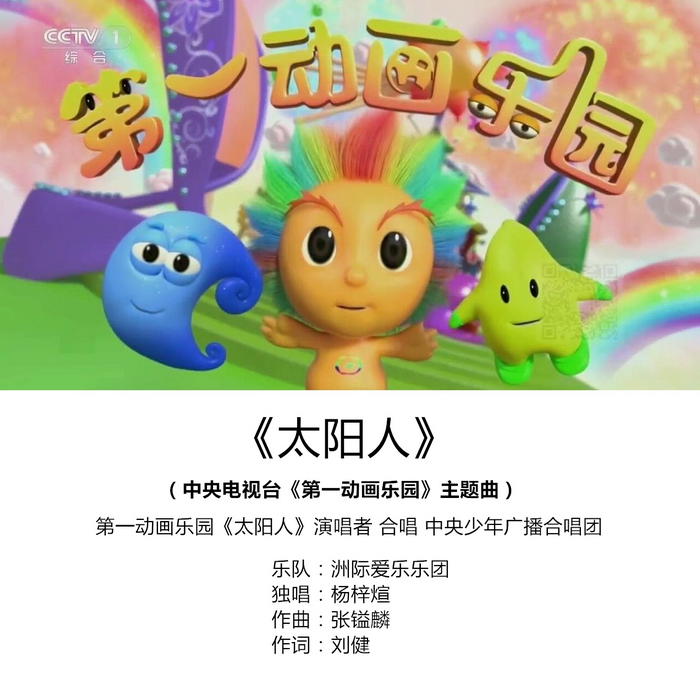 CCTV 1
综合
第一动画乐园
《太阳人》
（中央电视台《第一动画乐园》主题曲）
第一动画乐园《太阳人》演唱者 合唱 中央少年广播合唱团
乐队：洲际爱乐乐团
独唱：杨梓煊
作曲：张镒麟
作词：刘健